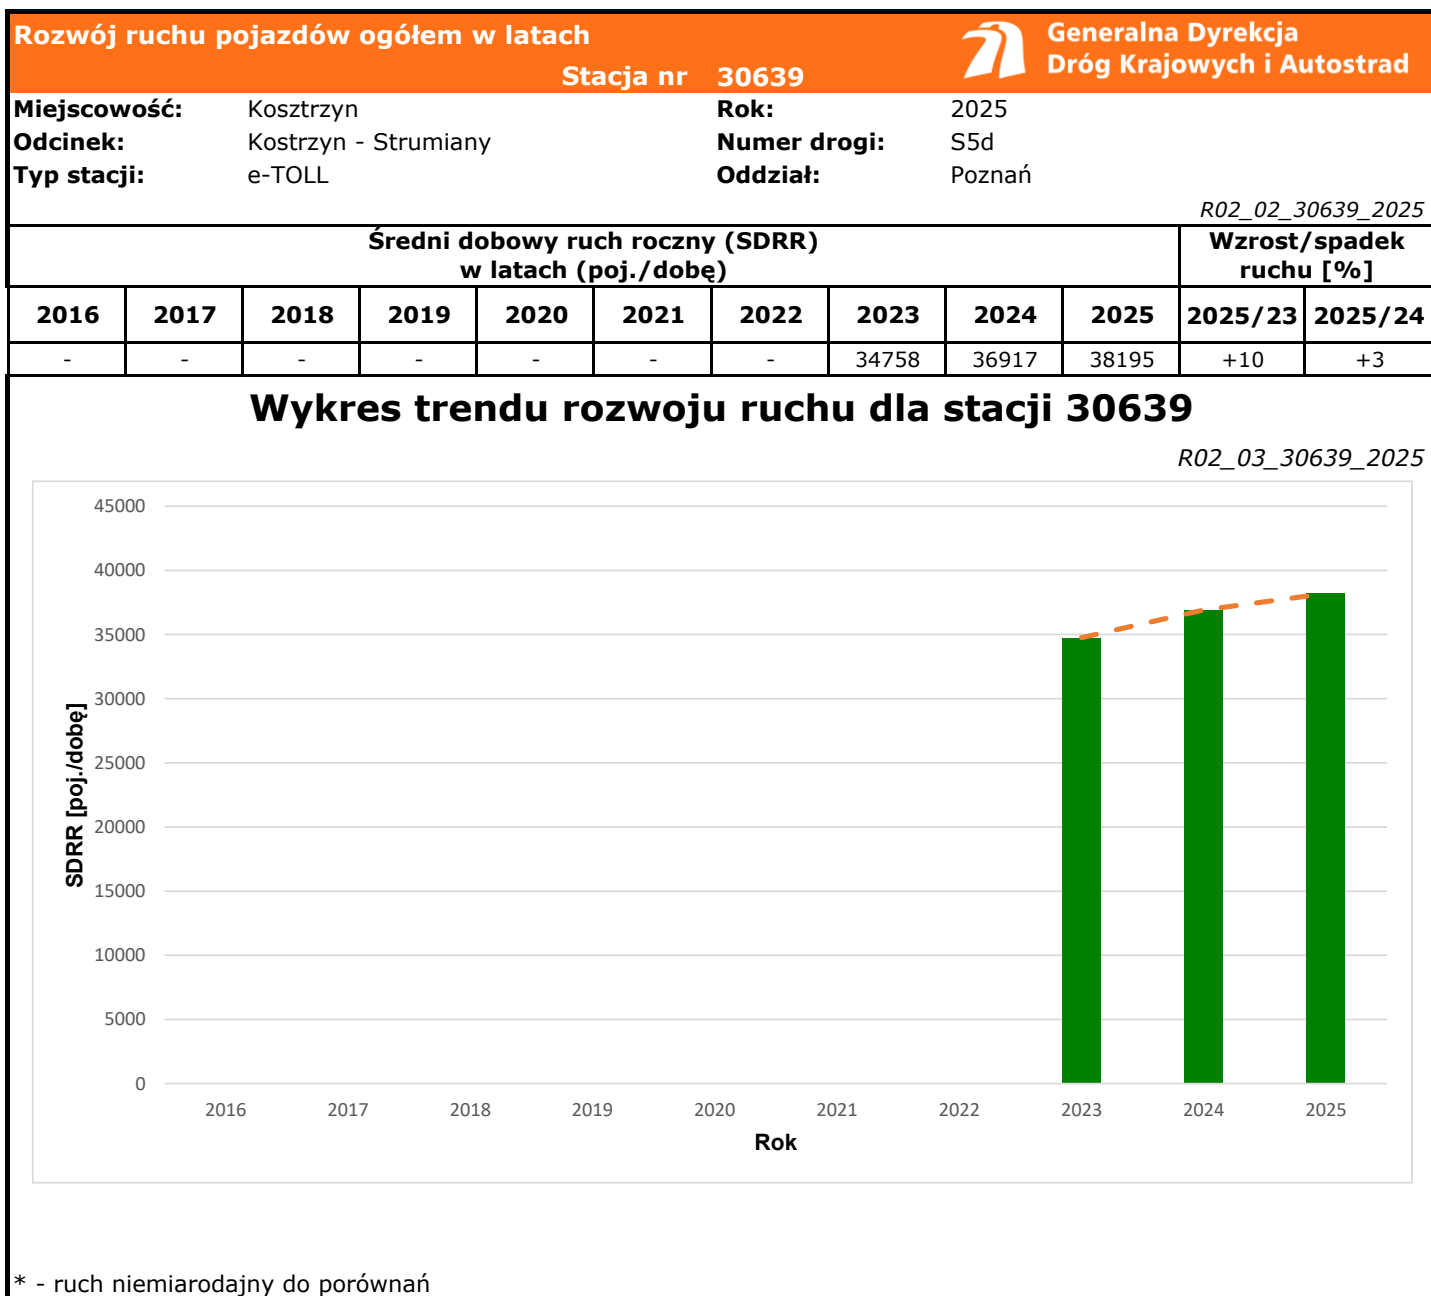 Rozwój ruchu pojazdów ogółem w latach
Generalna Dyrekcja
Dróg Krajowych i Autostrad
Stacja nr 30639
Miejscowość: Kosztrzyn Rok: 2025
Odcinek: Kostrzyn - Strumiany Numer drogi: S5d
Typ stacji: e-TOLL Oddział: Poznań
R02_02_30639_2025
Średni dobowy ruch roczny (SDRR)
w latach (poj./dobę)
Wzrost/spadek
ruchu [%]
2016 2017 2018 2019 2020 2021 2022 2023 2024 2025 2025/23 2025/24
- - - - - - - 34758 36917 38195 +10 +3
Wykres trendu rozwoju ruchu dla stacji 30639
R02_03_30639_2025
SDRR [poj./dobę]
45000
40000
35000
30000
25000
20000
15000
10000
5000
0
2016 2017 2018 2019 2020 2021 2022 2023 2024 2025
Rok
* - ruch niemiarodajny do porównań